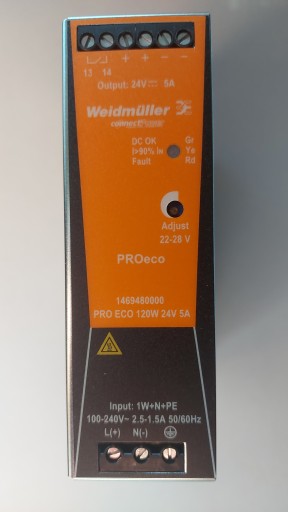 13 14 + + − −
Output: 24V 5A
Weidmüller
DC OK Gr
I>90% IN Ye
Fault Rd
Adjust
22-28 V
PROeco
1469480000
PRO ECO 120W 24V 5A
Input: 1W+N+PE
100-240V~ 2.5-1.5A 50/60Hz
L(+) N(-)